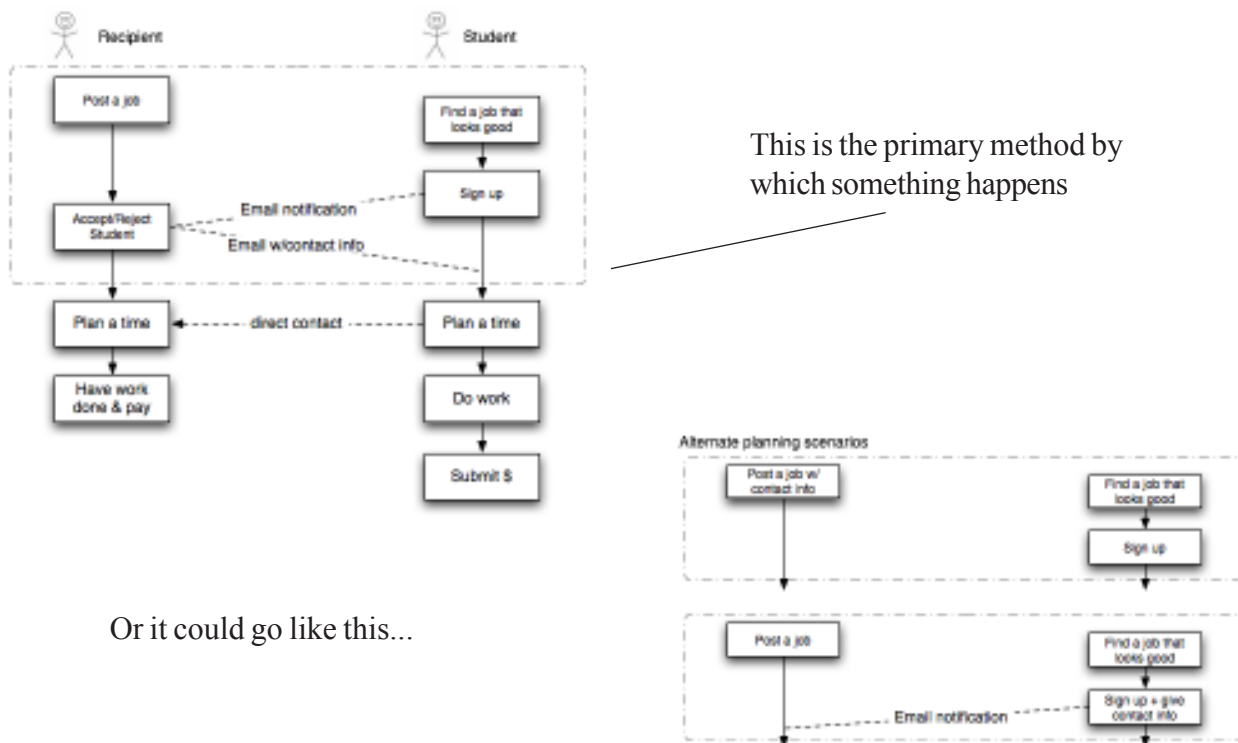 Recipient
Student
Post a job
Find a job that
looks good
Sign up
Email notification
Accept/Reject
Student
Email w/contact info
Plan a time
direct contact
Plan a time
Have work
done & pay
Do work
Submit $
This is the primary method by
which something happens
Alternate planning scenarios
Post a job w/
contact info
Find a job that
looks good
Sign up
Or it could go like this...
Post a job
Find a job that
looks good
Sign up + give
contact info
Email notification